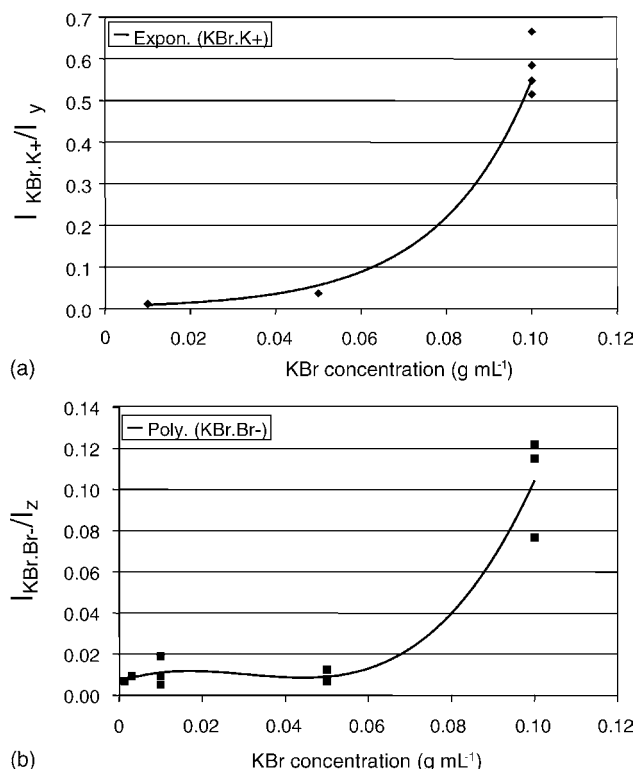 0.7
Expon. (KBr.K+)
0.6
0.5
0.4
0.3
0.2
0.1
0.0
I KBr.K+/I y
0 0.02 0.04 0.06 0.08 0.10 0.12
(a) KBr concentration (g mL-1)
0.14
Poly. (KBr.Br-)
0.12
0.10
0.08
0.06
0.04
0.02
0.00
IKBr.Br-/Iz
0 0.02 0.04 0.06 0.08 0.10 0.12
(b) KBr concentration (g mL-1)